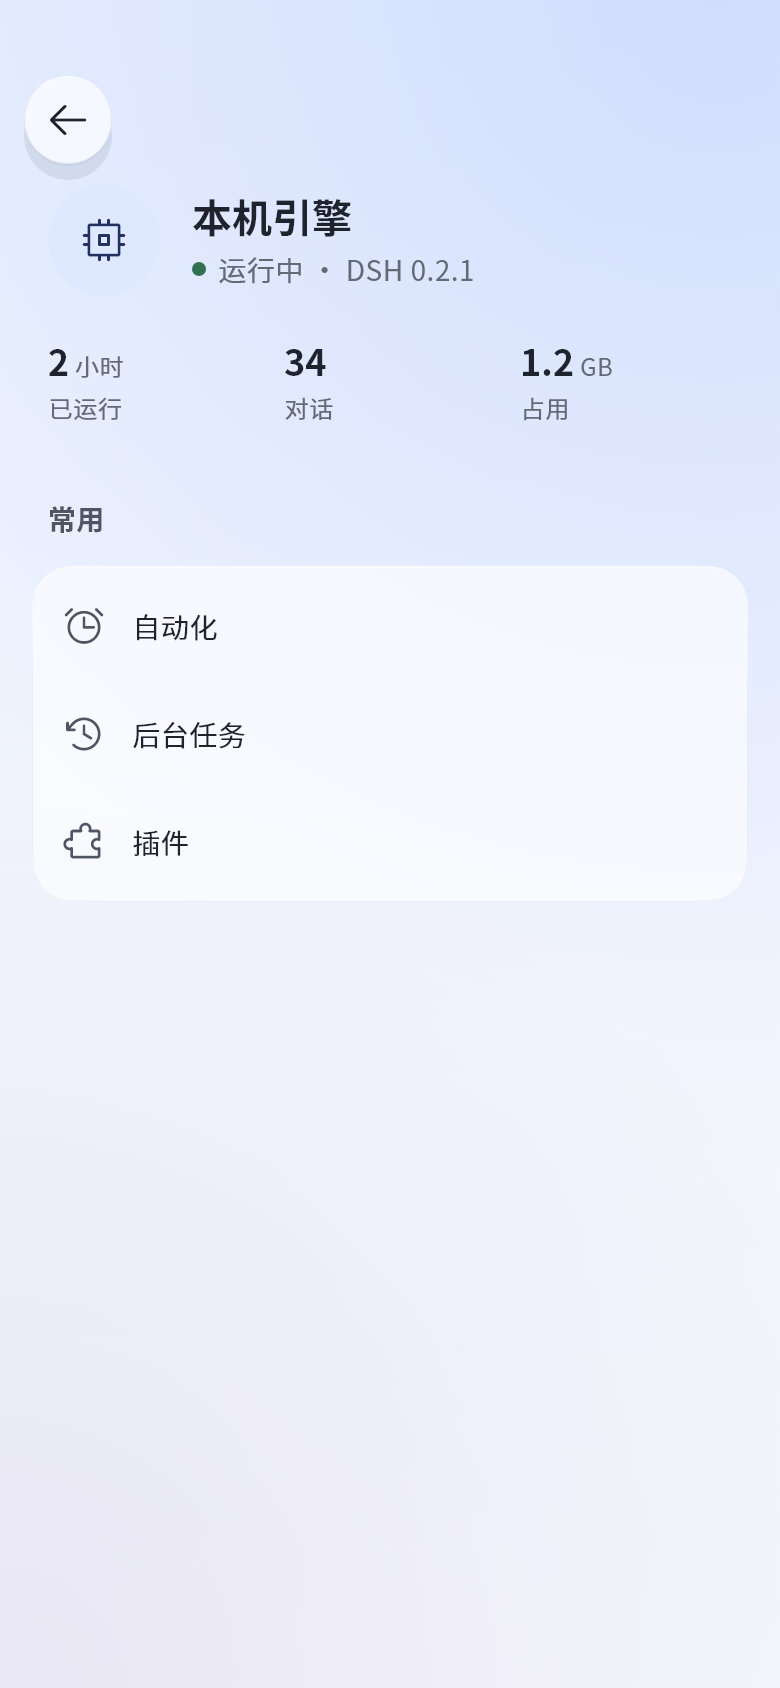 本机引擎
运行中 • DSH 0.2.1
2 小时
已运行
34
对话
1.2 GB
占用
常用
自动化
后台任务
插件